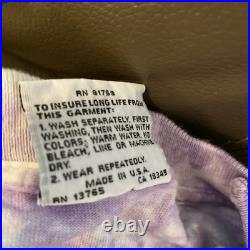 RN 91789
TO INSURE LONG LIFE FROM
THIS GARMENT:
1. WASH SEPARATELY, FIRST
WASHING, THEN WASH WITH
COLORS; WARM WATER. NO
BLEACH, LINE OR MACHINE
DRY.
2. WEAR REPEATEDLY.
MADE IN U.S.A.
RN 13765 CA 19349